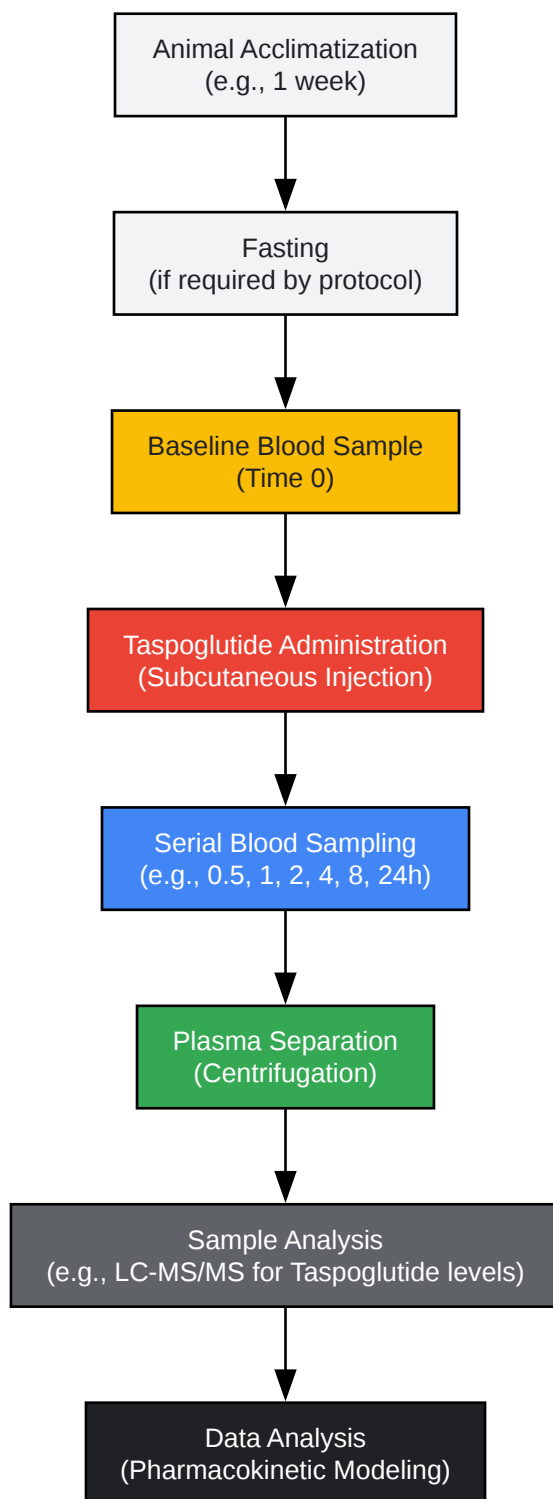 Animal Acclimatization
(e.g., 1 week)
Fasting
(if required by protocol)
Baseline Blood Sample
(Time 0)
Taspoglutide Administration
(Subcutaneous Injection)
Serial Blood Sampling
(e.g., 0.5, 1, 2, 4, 8, 24h)
Plasma Separation
(Centrifugation)
Sample Analysis
(e.g., LC-MS/MS for Taspoglutide levels)
Data Analysis
(Pharmacokinetic Modeling)